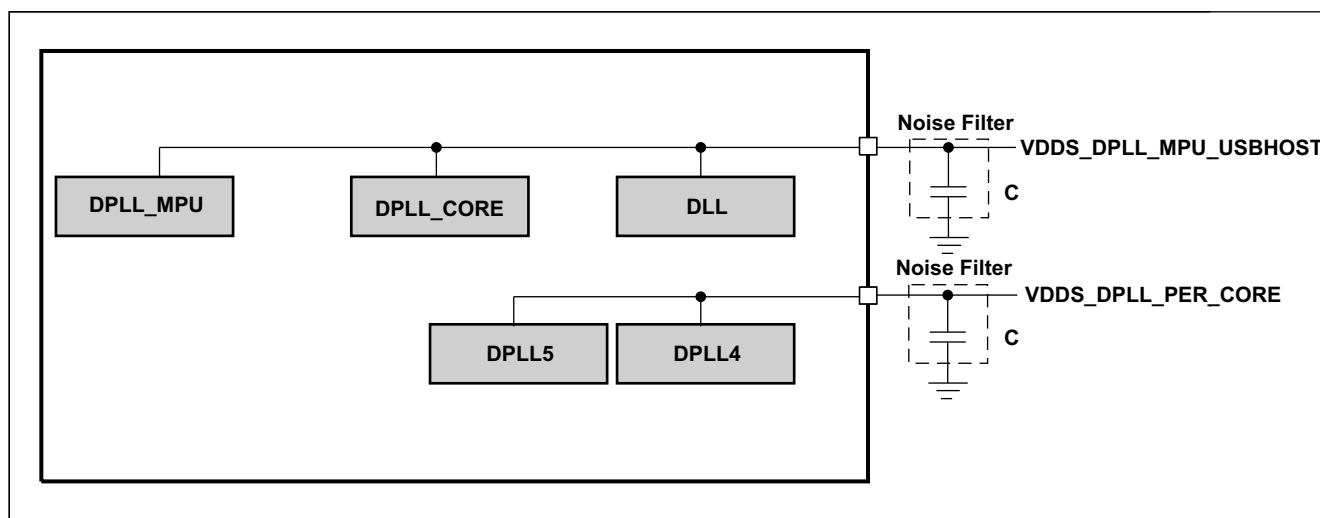 Noise Filter
VDDS_DPLL_MPU_USBHOST
DPLL_MPU
DPLL_CORE
DLL
C
Noise Filter
VDDS_DPLL_PER_CORE
DPLL5
DPLL4
C